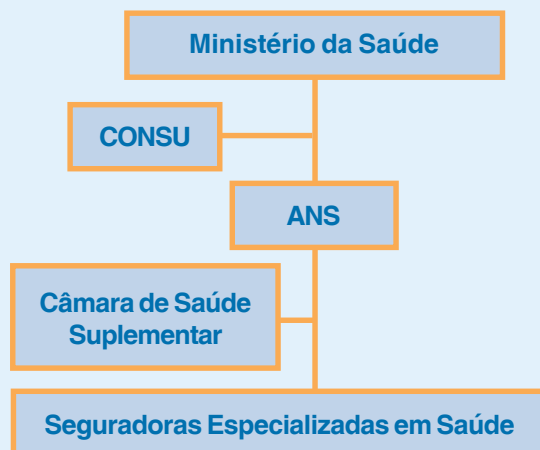 Ministério da Saúde
CONSU
ANS
Câmara de Saúde
Suplementar
Seguradoras Especializadas em Saúde